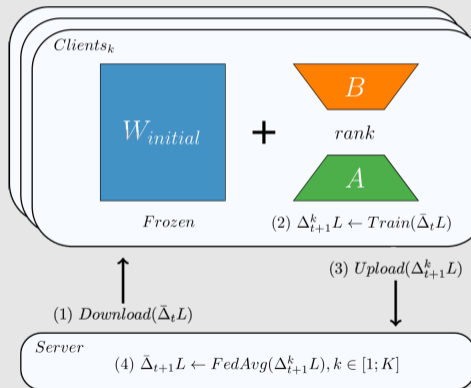 Clients_k
W_initial
+
B
rank
A
Frozen
(2) Δ^k_{t+1}L ← Train(Δ̄_tL)
(1) Download(Δ̄_tL)
(3) Upload(Δ^k_{t+1}L)
Server
(4) Δ̄_{t+1}L ← FedAvg(Δ^k_{t+1}L), k ∈ [1; K]